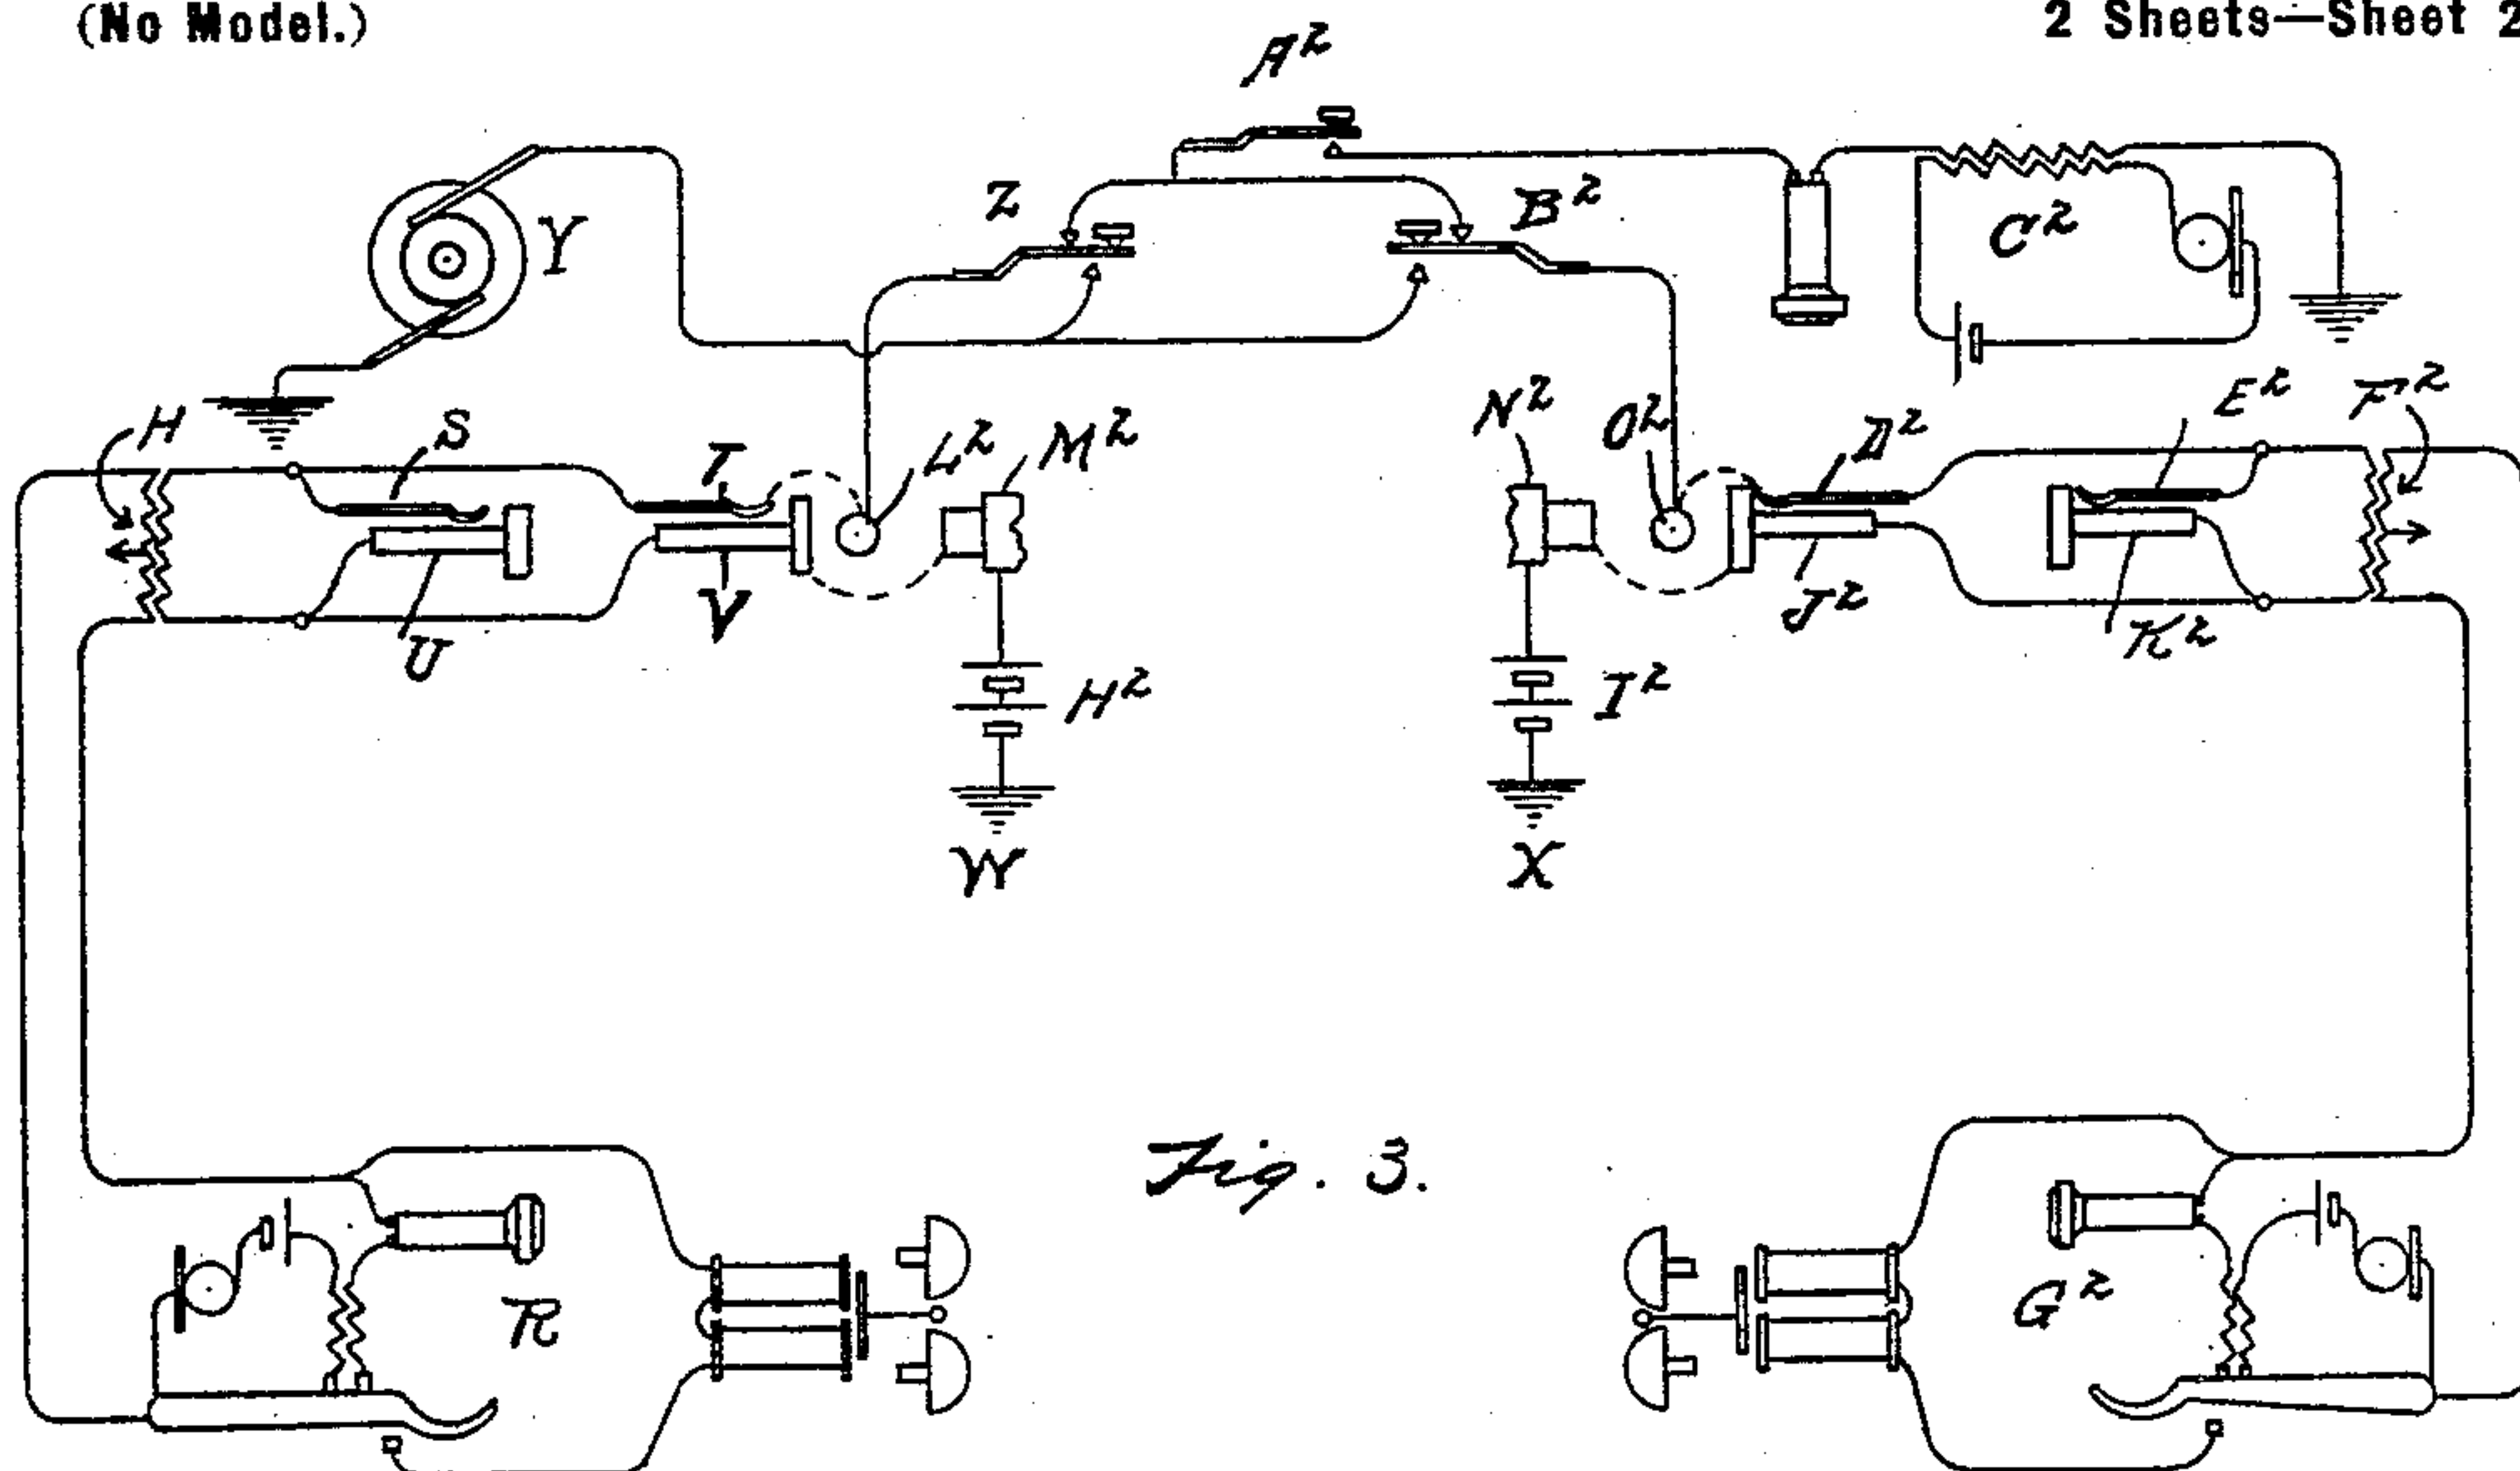 (No Model.)
2 Sheets—Sheet 2
A²
Z
B²
Y
C²
H
S
T
L²
M²
N²
O²
D²
E²
F²
U
V
H²
I²
J²
K²
W
X
Fig. 3.
R
G²